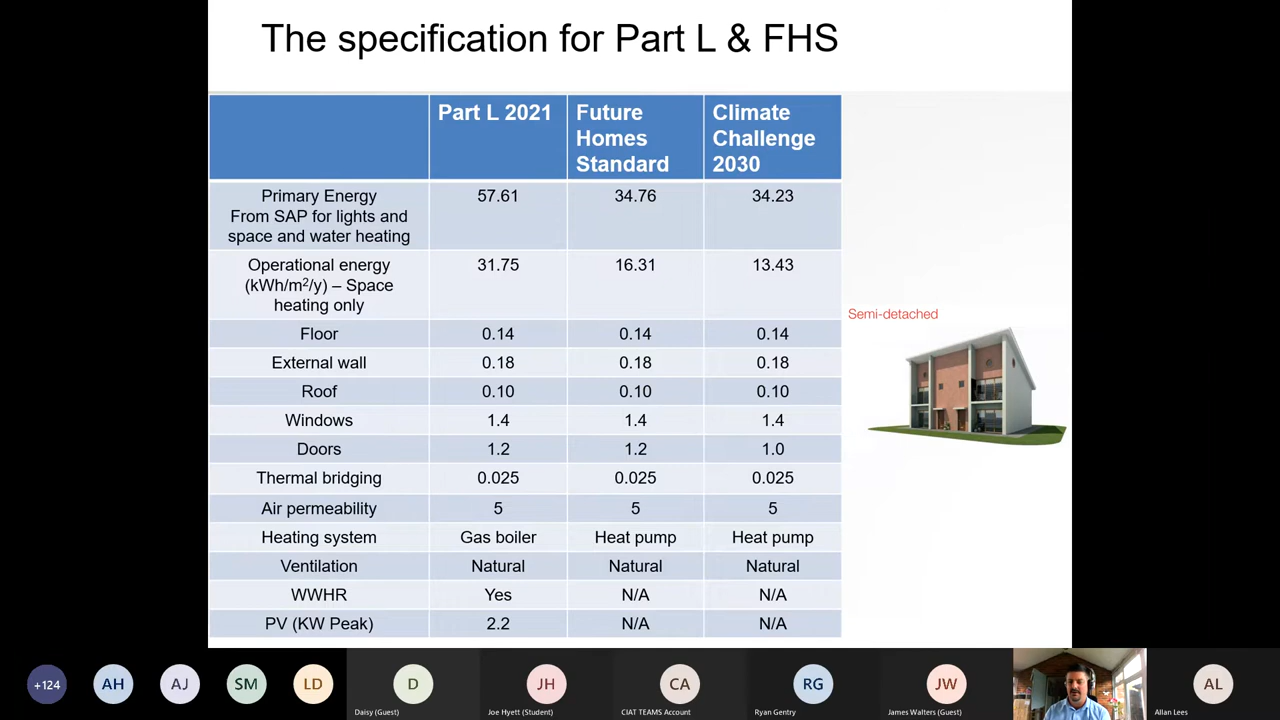 The specification for Part L & FHS
Part L 2021
Future
Homes
Standard
Climate
Challenge
2030
Primary Energy
From SAP for lights and
space and water heating
57.61
34.76
34.23
Operational energy
(kWh/m²/y) – Space
heating only
31.75
16.31
13.43
Floor
0.14
0.14
0.14
External wall
0.18
0.18
0.18
Roof
0.10
0.10
0.10
Windows
1.4
1.4
1.4
Doors
1.2
1.2
1.0
Thermal bridging
0.025
0.025
0.025
Air permeability
5
5
5
Heating system
Gas boiler
Heat pump
Heat pump
Ventilation
Natural
Natural
Natural
WWHR
Yes
N/A
N/A
PV (KW Peak)
2.2
N/A
N/A
Semi-detached
+124
AH
AJ
SM
LD
D
Daisy (Guest)
JH
Joe Hyett (Student)
CA
CIAT TEAMS Account
RG
Ryan Gentry
JW
James Walters (Guest)
AL
Allan Lees